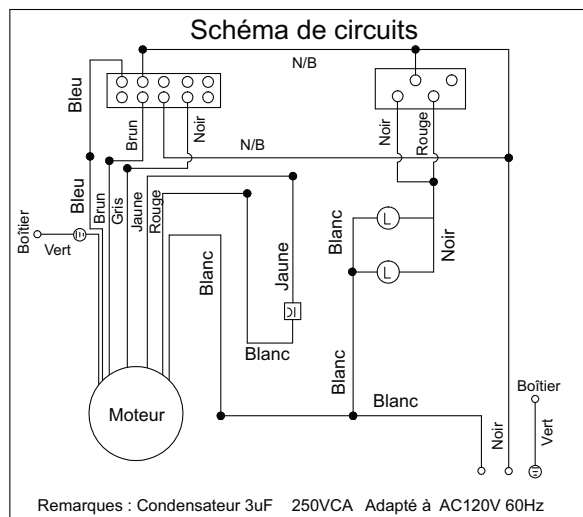 Schéma de circuits
N/B
Bleu
Brun
Noir
Noir
Rouge
N/B
Bleu
Brun
Gris
Jaune
Rouge
Boîtier
Vert
Blanc
Jaune
Blanc
L
Noir
L
Blanc
Blanc
Moteur
Blanc
Boîtier
Noir
Vert
Remarques : Condensateur 3uF 250VCA Adapté à AC120V 60Hz